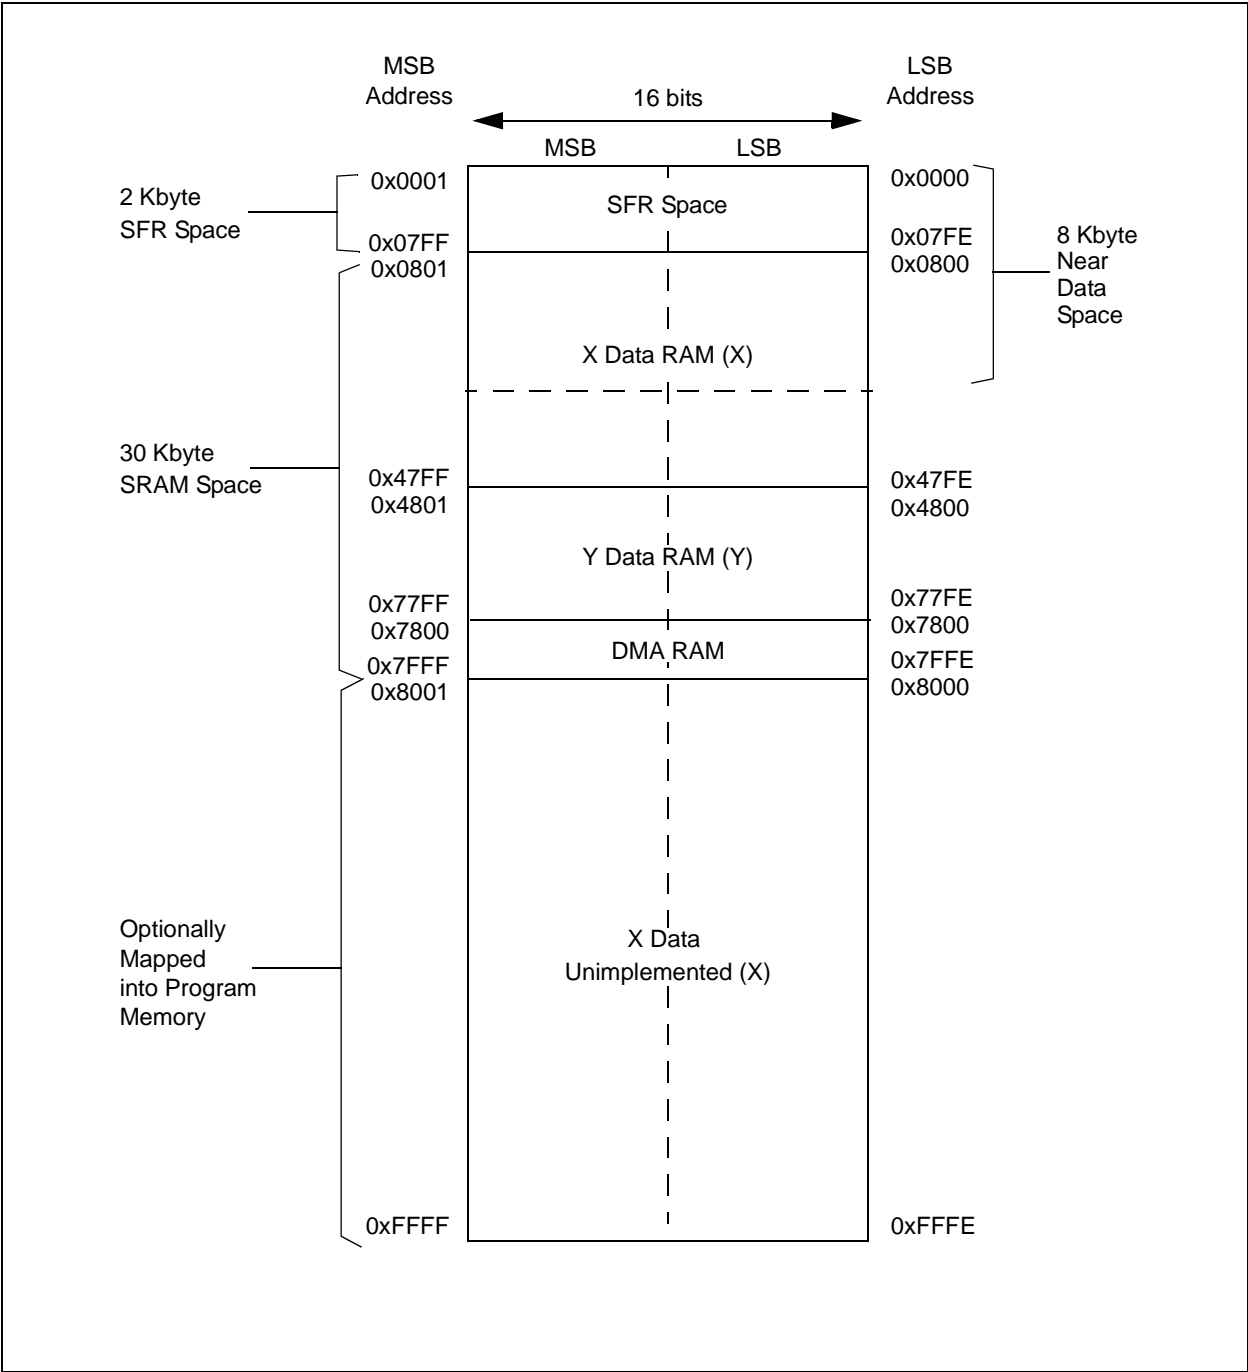 MSB
Address
LSB
Address
16 bits
MSB
LSB
2 Kbyte
SFR Space
0x0001
SFR Space
0x0000
0x07FF
0x0801
0x07FE
0x0800
8 Kbyte
Near
Data
Space
X Data RAM (X)
30 Kbyte
SRAM Space
0x47FF
0x4801
0x47FE
0x4800
Y Data RAM (Y)
0x77FF
0x7800
0x77FE
0x7800
DMA RAM
0x7FFF
0x8001
0x7FFE
0x8000
Optionally
Mapped
into Program
Memory
X Data
Unimplemented (X)
0xFFFF
0xFFFE